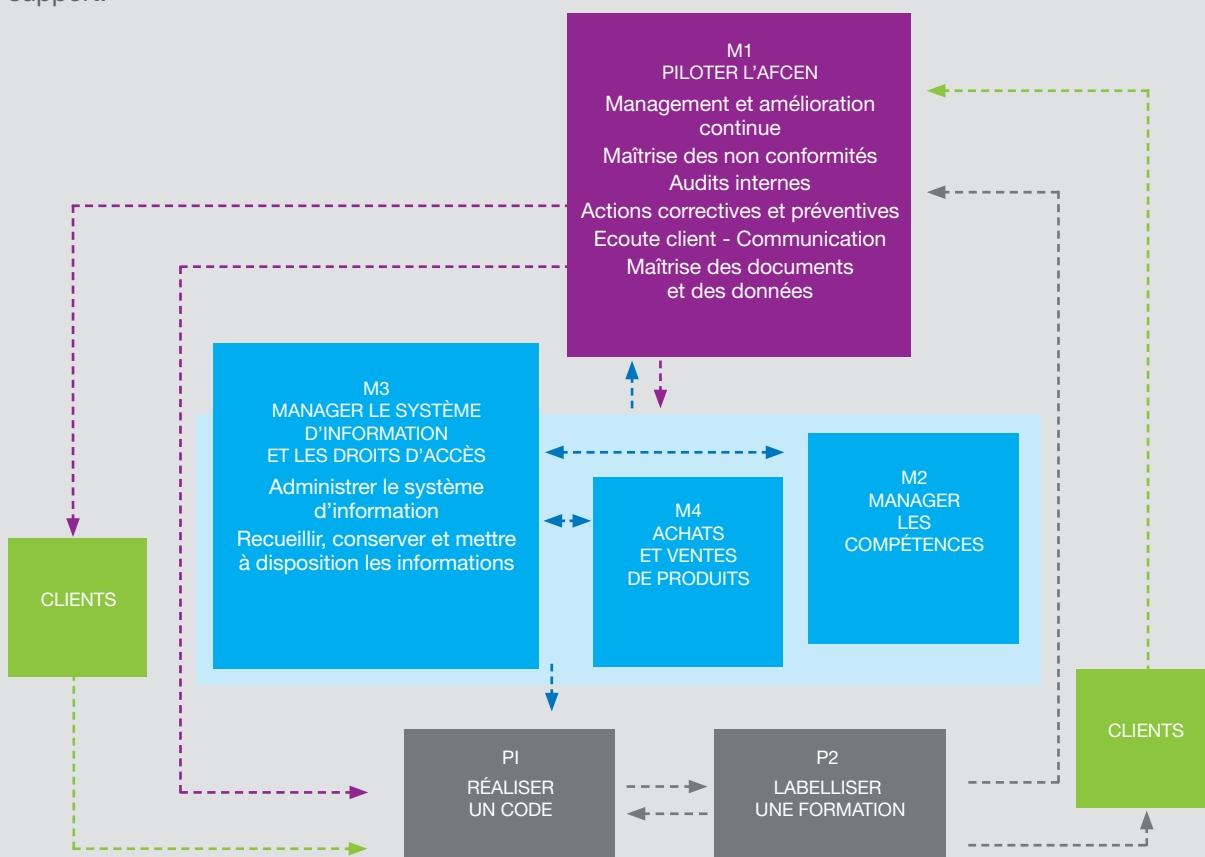 support.
M1
PILOTER L'AFCEN
Management et amélioration
continue
Maîtrise des non conformités
Audits internes
Actions correctives et préventives
Ecoute client - Communication
Maîtrise des documents
et des données
M3
MANAGER LE SYSTÈME
D'INFORMATION
ET LES DROITS D'ACCÈS
Administrer le système
d'information
Recueillir, conserver et mettre
à disposition les informations
M4
ACHATS
ET VENTES
DE PRODUITS
M2
MANAGER
LES
COMPÉTENCES
CLIENTS
CLIENTS
PI
RÉALISER
UN CODE
P2
LABELLISER
UNE FORMATION